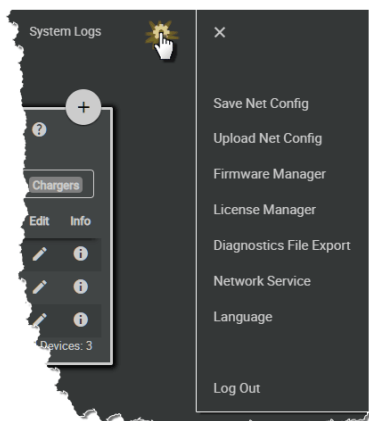 System Logs
×
+
?
Chargers
Edit Info
i
i
i
Devices: 3
Save Net Config
Upload Net Config
Firmware Manager
License Manager
Diagnostics File Export
Network Service
Language
Log Out